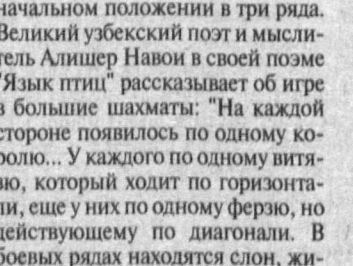 начальном положении в три ряда.
Великий узбекский поэт и мысли-
тель Алишер Навои в своей поэме
"Язык птиц" рассказывает об игре
в большие шахматы: "На каждой
стороне появилось по одному ко-
ролю... У каждого по одному витя-
зю, который ходит по горизонта-
ли, еще у них по одному ферзю, но
действующему по диагонали. В
боевых рядах находятся слон, жи-